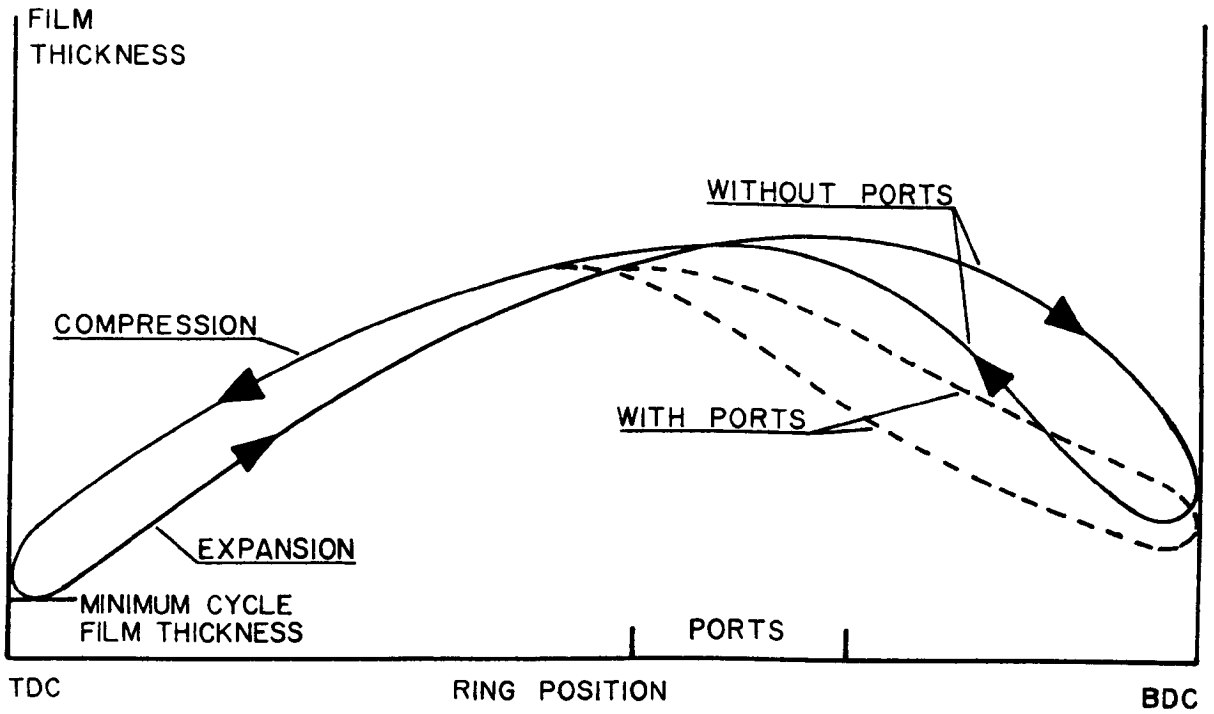 FILM
THICKNESS
WITHOUT PORTS
COMPRESSION
WITH PORTS
EXPANSION
MINIMUM CYCLE
FILM THICKNESS
PORTS
TDC
RING POSITION
BDC